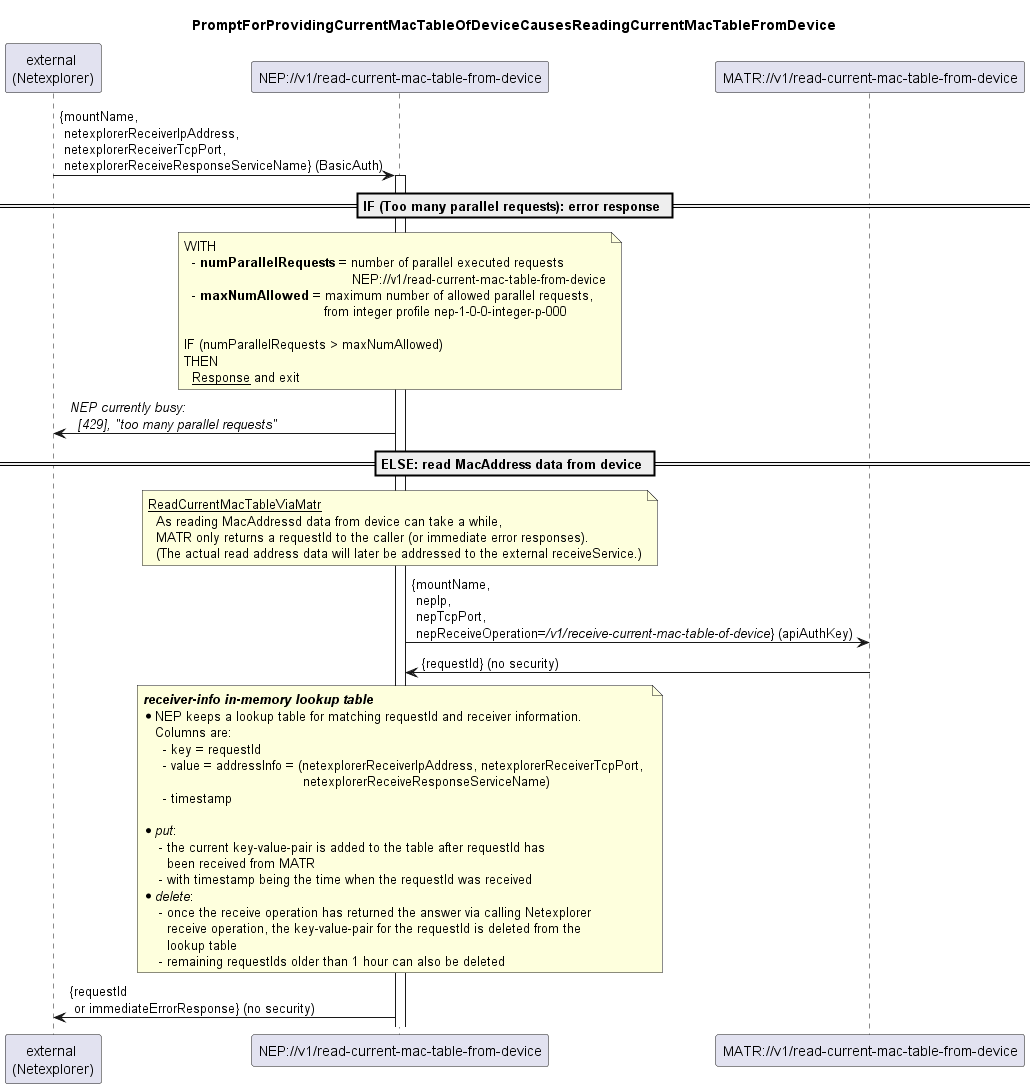 PromptForProvidingCurrentMacTableOfDeviceCausesReadingCurrentMacTableFromDevice
external
(Netexplorer)
NEP://v1/read-current-mac-table-from-device
MATR://v1/read-current-mac-table-from-device
{mountName,
netexplorerReceiverIpAddress,
netexplorerReceiverTcpPort,
netexplorerReceiveResponseServiceName} (BasicAuth)
IF (Too many parallel requests): error response
WITH
- numParallelRequests = number of parallel executed requests
NEP://v1/read-current-mac-table-from-device
- maxNumAllowed = maximum number of allowed parallel requests,
from integer profile nep-1-0-0-integer-p-000
IF (numParallelRequests > maxNumAllowed)
THEN
Response and exit
NEP currently busy:
[429], "too many parallel requests"
ELSE: read MacAddress data from device
ReadCurrentMacTableViaMatr
As reading MacAddressd data from device can take a while,
MATR only returns a requestId to the caller (or immediate error responses).
(The actual read address data will later be addressed to the external receiveService.)
{mountName,
nepIp,
nepTcpPort,
nepReceiveOperation=/v1/receive-current-mac-table-of-device} (apiAuthKey)
{requestId} (no security)
receiver-info in-memory lookup table
• NEP keeps a lookup table for matching requestId and receiver information.
Columns are:
- key = requestId
- value = addressInfo = (netexplorerReceiverIpAddress, netexplorerReceiverTcpPort,
netexplorerReceiveResponseServiceName)
- timestamp
• put:
- the current key-value-pair is added to the table after requestId has
been received from MATR
- with timestamp being the time when the requestId was received
• delete:
- once the receive operation has returned the answer via calling Netexplorer
receive operation, the key-value-pair for the requestId is deleted from the
lookup table
- remaining requestIds older than 1 hour can also be deleted
{requestId
or immediateErrorResponse} (no security)
external
(Netexplorer)
NEP://v1/read-current-mac-table-from-device
MATR://v1/read-current-mac-table-from-device